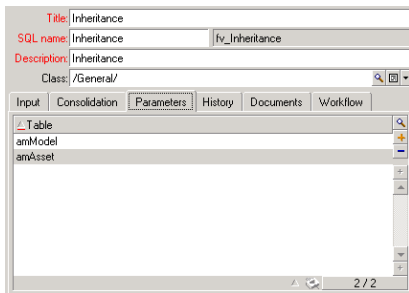 Title: Inheritance
SQL name: Inheritance fv_Inheritance
Description: Inheritance
Class: /General/
Input Consolidation Parameters History Documents Workflow
Table
amModel
amAsset
2 / 2